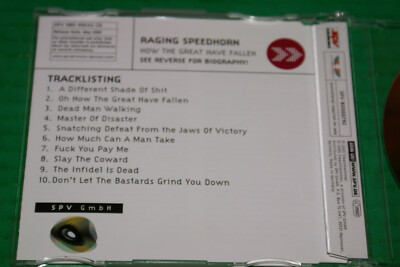 RAGING SPEEDHORN
HOW THE GREAT HAVE FALLEN
SEE REVERSE FOR BIOGRAPHY!
TRACKLISTING
1. A Different Shade Of Shit
2. Oh How The Great Have Fallen
3. Dead Man Walking
4. Master Of Disaster
5. Snatching Defeat From the Jaws Of Victory
6. How Much Can A Man Take
7. Fuck You Pay Me
8. Slay The Coward
9. The Infidel Is Dead
10. Don't Let The Bastards Grind You Down
SPV GmbH